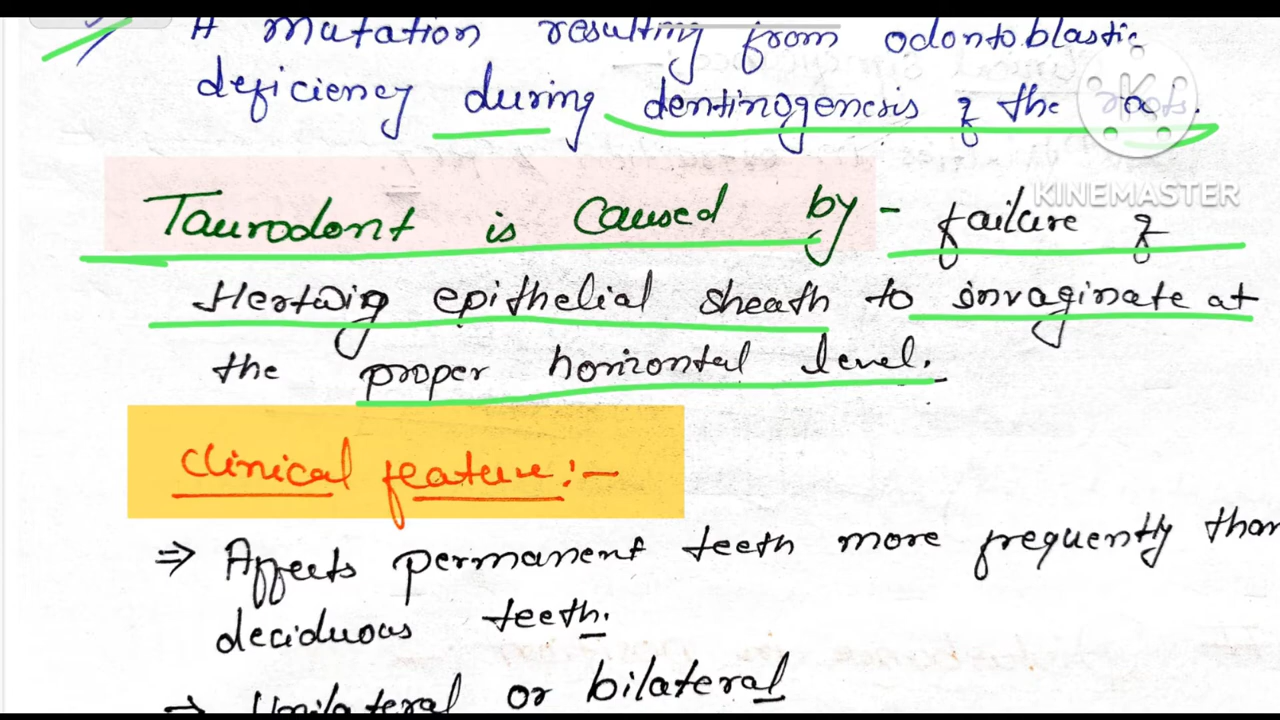 A Mutation resulting from odontoblastic
deficiency during dentinogenesis of the
KINEMASTER
Taurodont is caused by - failure of
Hertwig epithelial sheath to invaginate at
the proper horizontal level.
clinical feature:-
⇒ Affects permanent teeth more frequently than
deciduous teeth.
⇒ Unilateral or bilateral